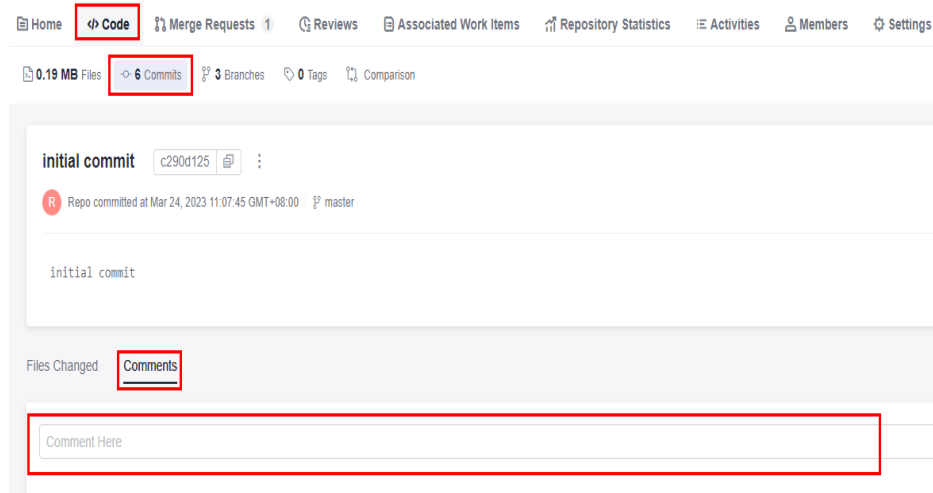 Home </> Code Merge Requests 1 Reviews Associated Work Items Repository Statistics Activities Members Settings
0.19 MB Files 6 Commits 3 Branches 0 Tags Comparison
initial commit c290d125
R Repo committed at Mar 24, 2023 11:07:45 GMT+08:00 master
initial commit
Files Changed Comments
Comment Here